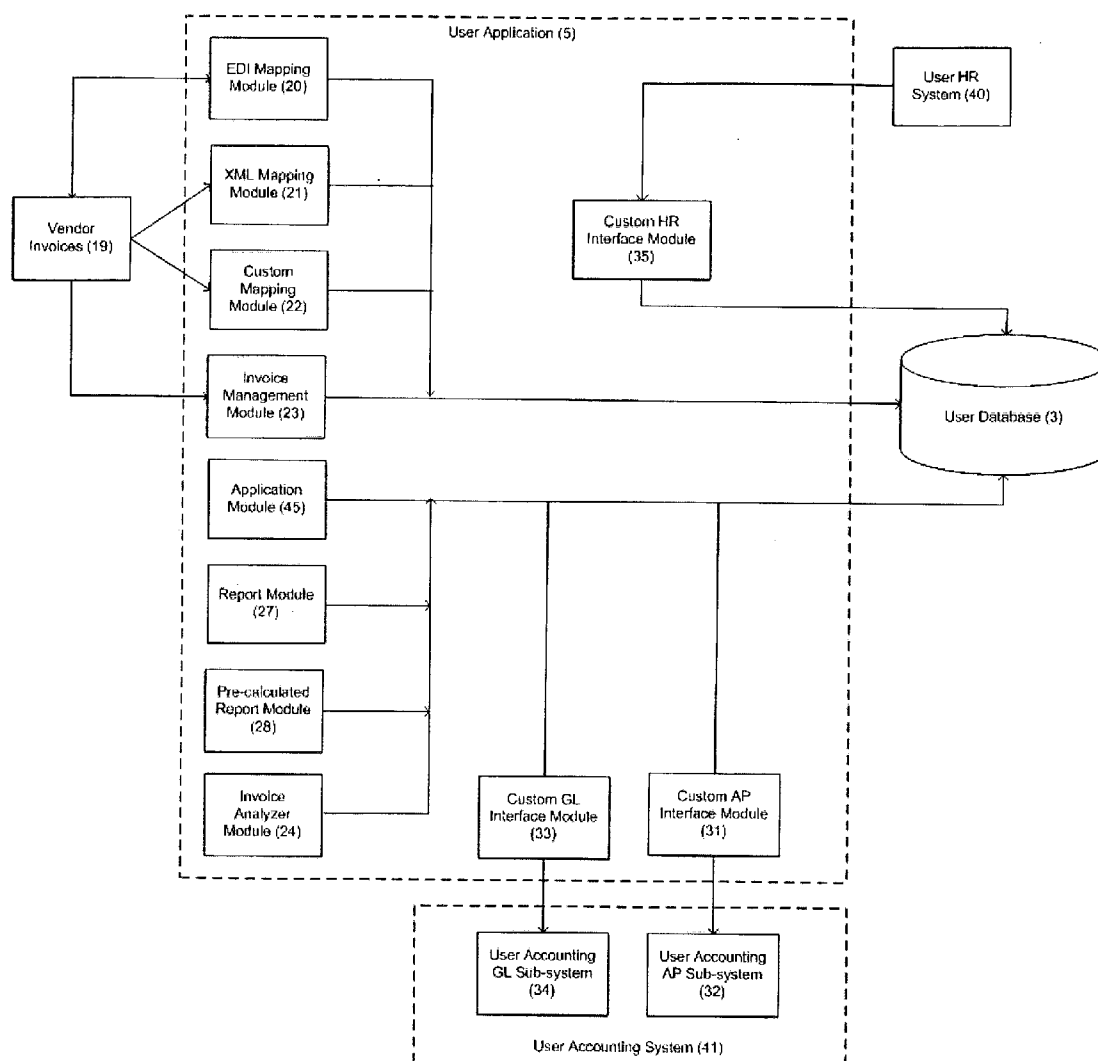 User Application (5)
EDI Mapping
Module (20)
User HR
System (40)
XML Mapping
Module (21)
Vendor
Invoices (19)
Custom HR
Interface Module
(35)
Custom
Mapping
Module (22)
Invoice
Management
Module (23)
User Database (3)
Application
Module (45)
Report Module
(27)
Pre-calculated
Report Module
(28)
Invoice
Analyzer
Module (24)
Custom GL
Interface Module
(33)
Custom AP
Interface Module
(31)
User Accounting
GL Sub-system
(34)
User Accounting
AP Sub-system
(32)
User Accounting System (41)